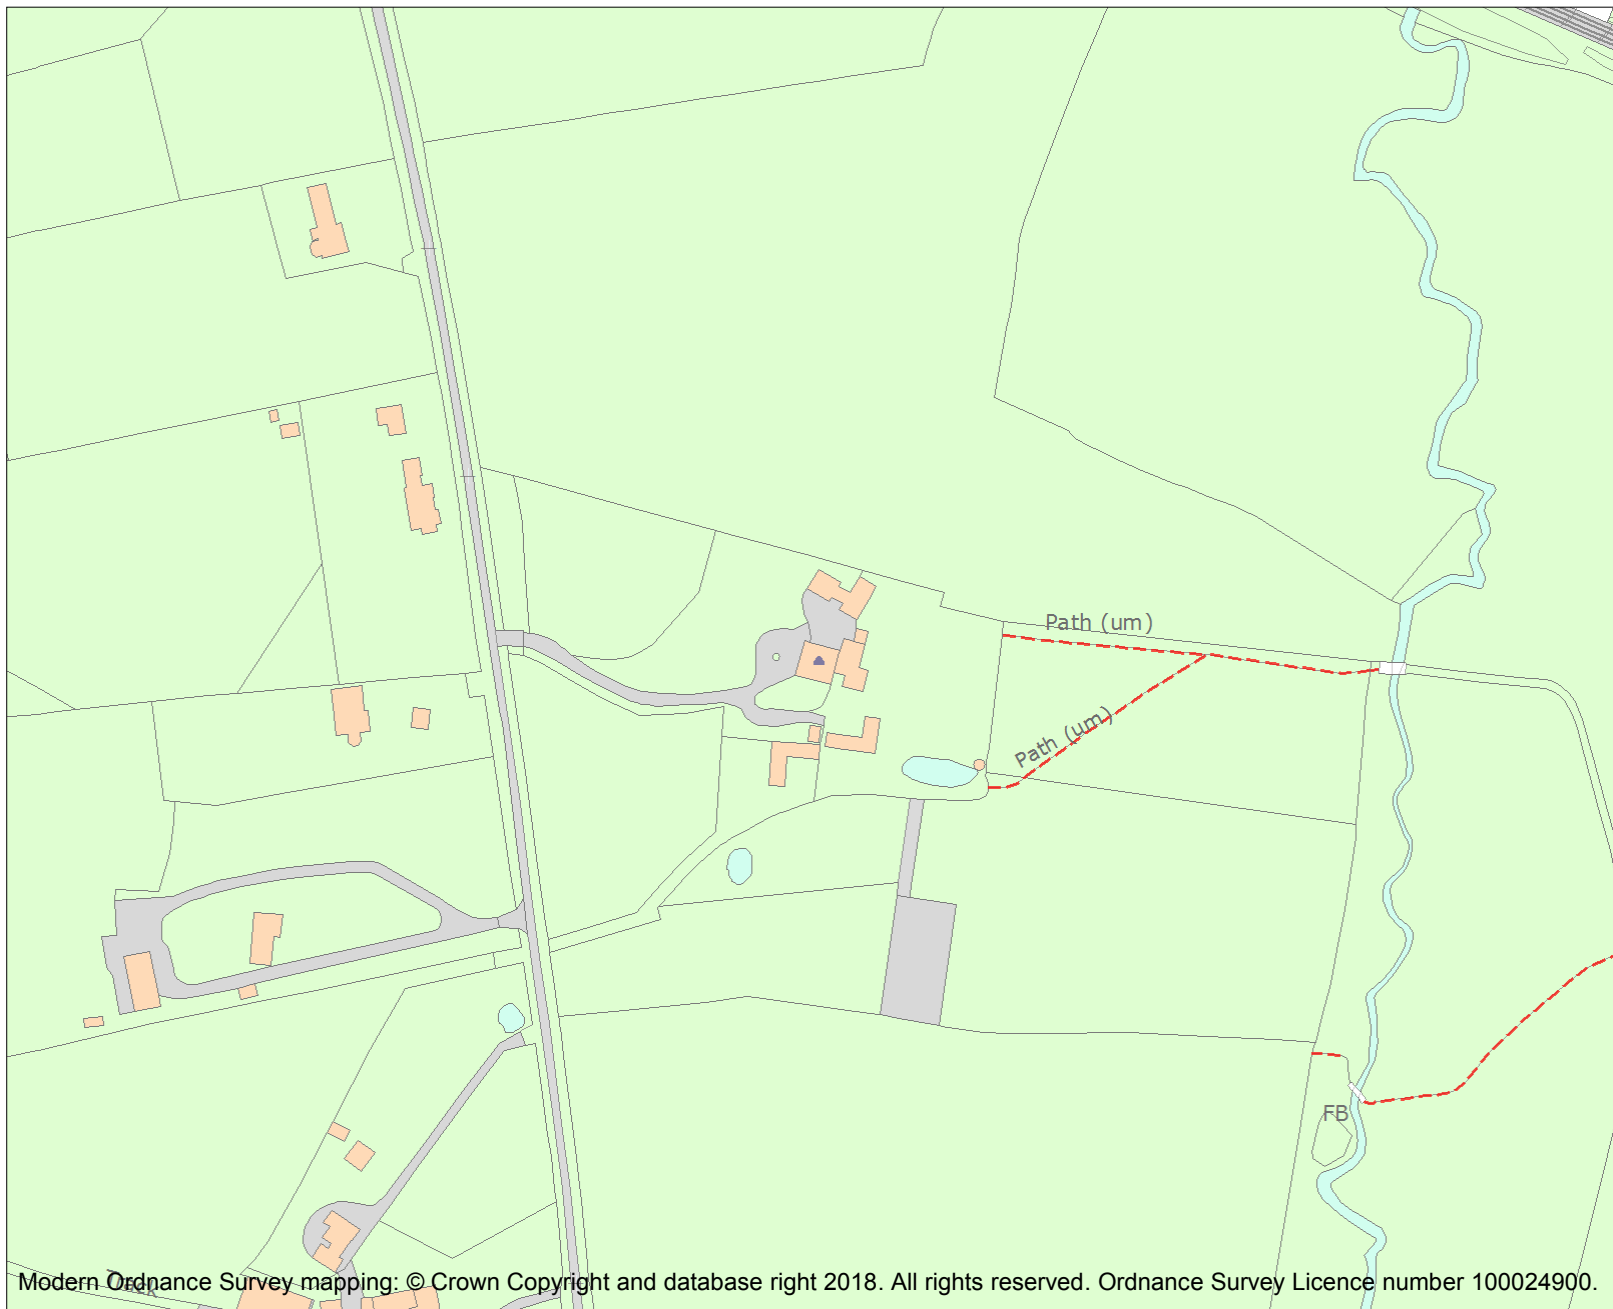 Path (um)
Path (um)
FB
Track
Modern Ordnance Survey mapping: © Crown Copyright and database right 2018. All rights reserved. Ordnance Survey Licence number 100024900.